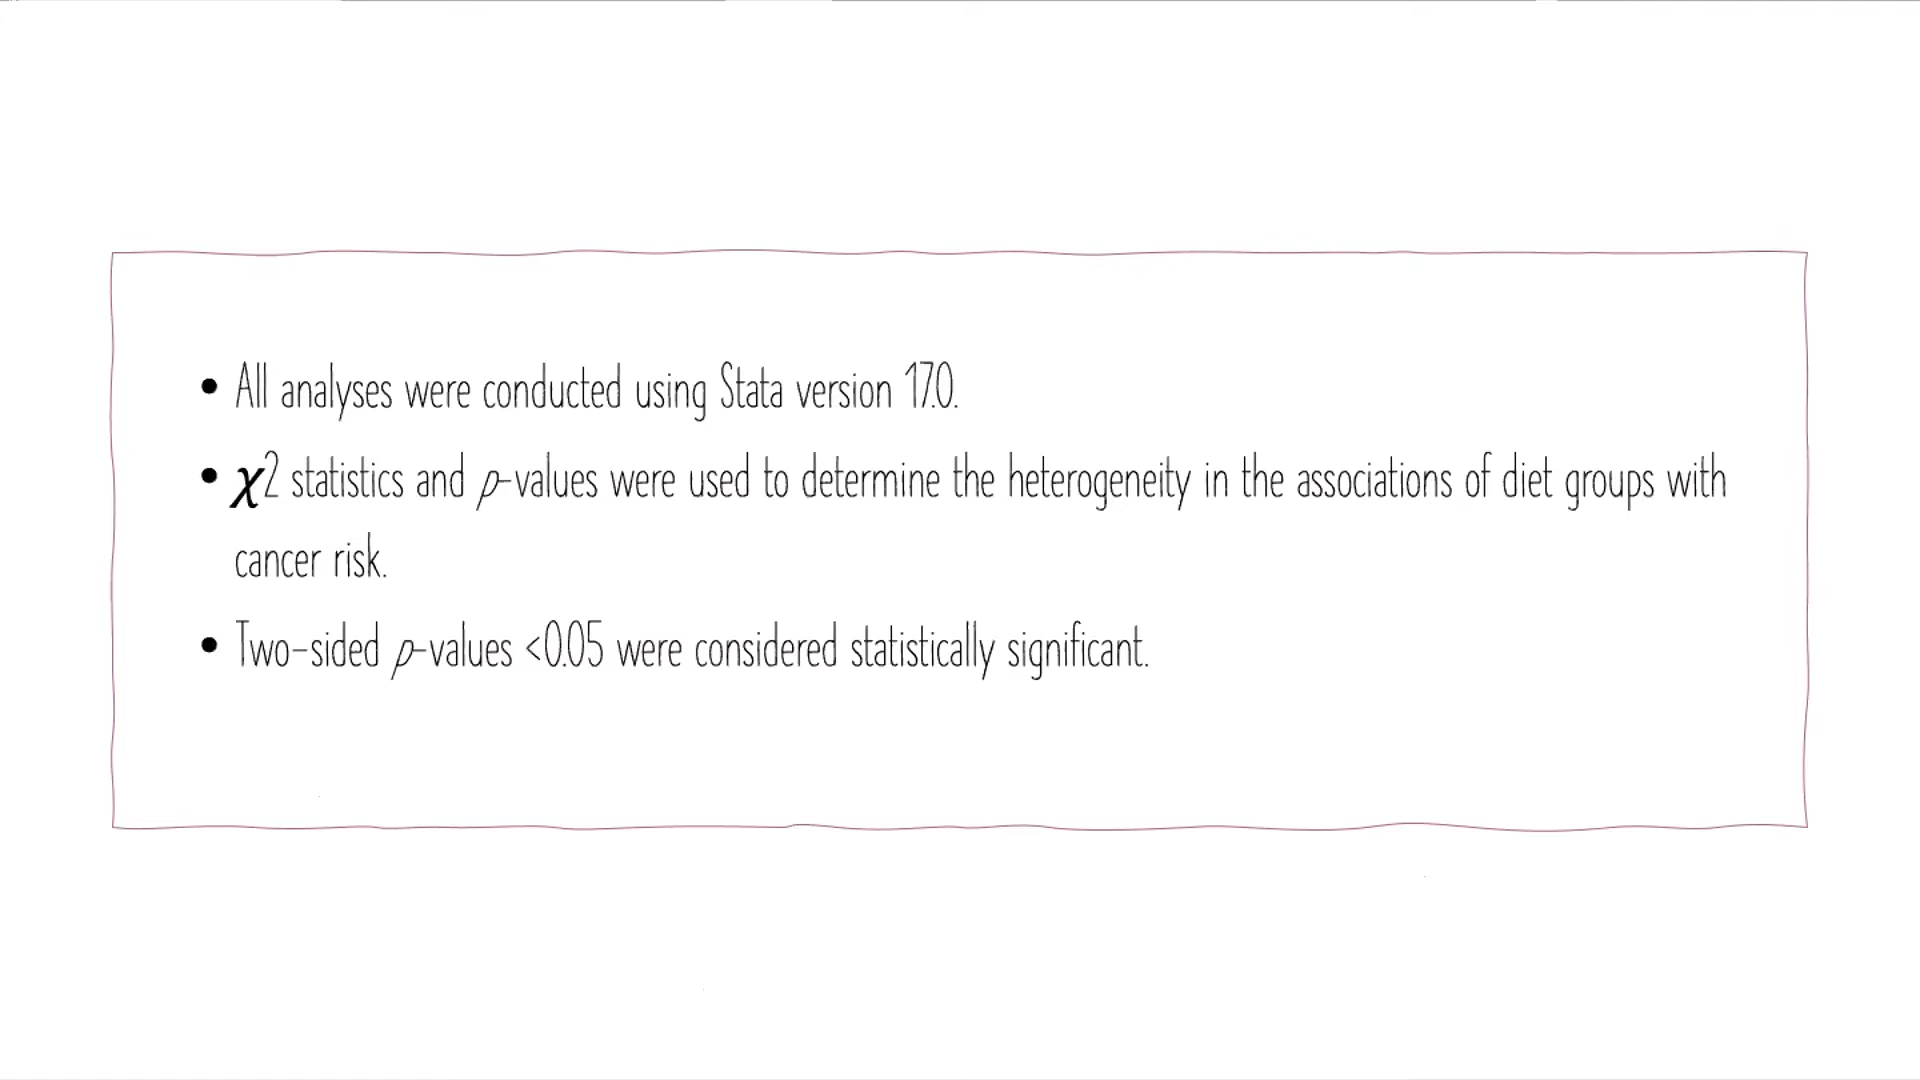 • All analyses were conducted using Stata version 17.0.
• χ2 statistics and p-values were used to determine the heterogeneity in the associations of diet groups with
cancer risk.
• Two-sided p-values <0.05 were considered statistically significant.